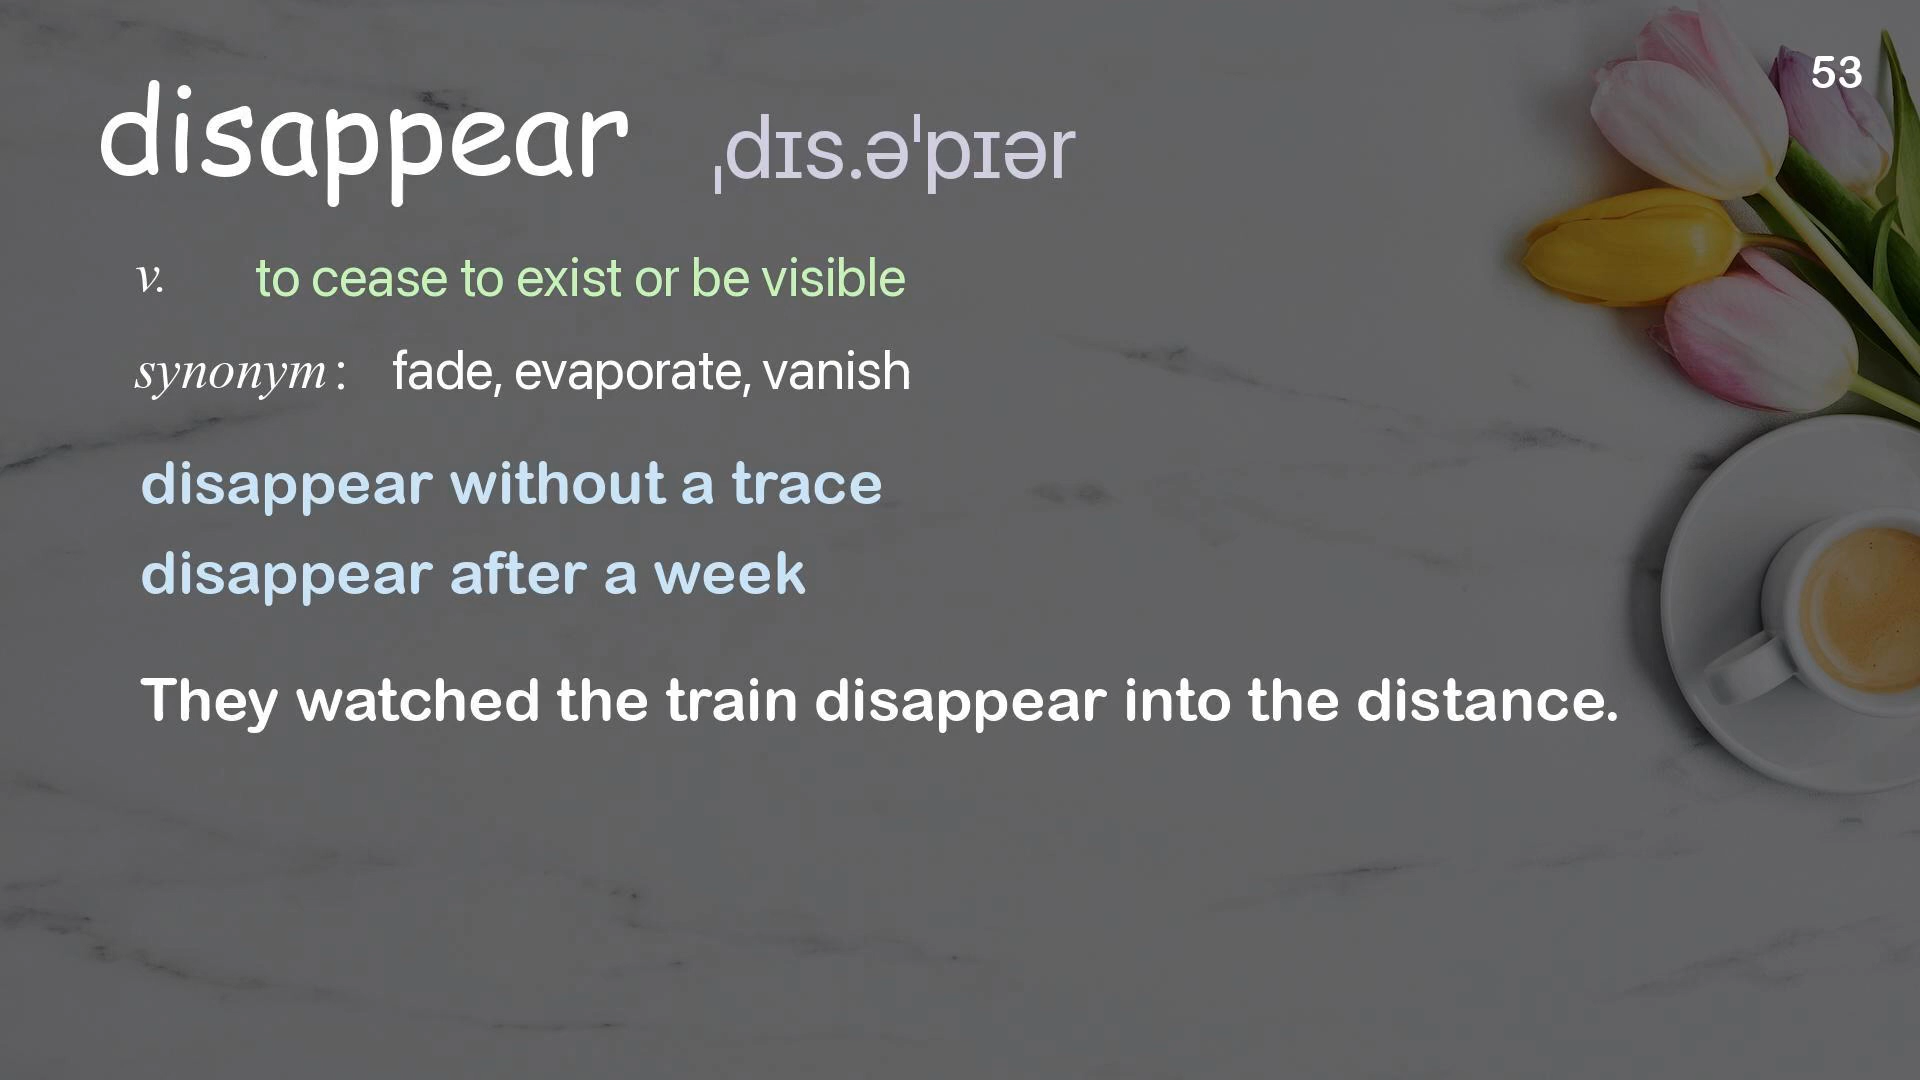 53
disappear ˌdɪs.əˈpɪər
v. to cease to exist or be visible
synonym : fade, evaporate, vanish
disappear without a trace
disappear after a week
They watched the train disappear into the distance.